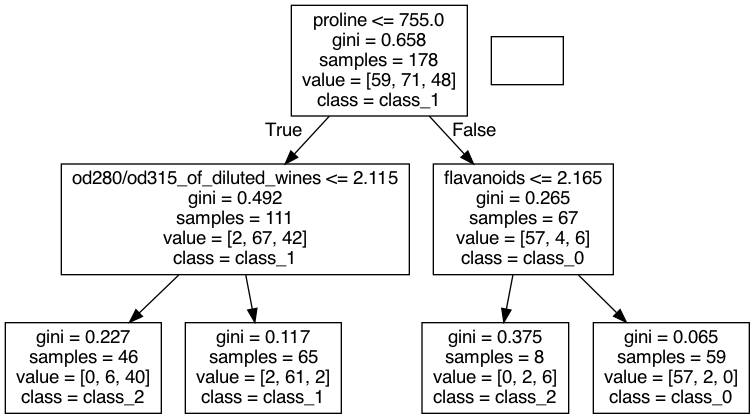 proline <= 755.0
gini = 0.658
samples = 178
value = [59, 71, 48]
class = class_1
True
False
od280/od315_of_diluted_wines <= 2.115
gini = 0.492
samples = 111
value = [2, 67, 42]
class = class_1
flavanoids <= 2.165
gini = 0.265
samples = 67
value = [57, 4, 6]
class = class_0
gini = 0.227
samples = 46
value = [0, 6, 40]
class = class_2
gini = 0.117
samples = 65
value = [2, 61, 2]
class = class_1
gini = 0.375
samples = 8
value = [0, 2, 6]
class = class_2
gini = 0.065
samples = 59
value = [57, 2, 0]
class = class_0